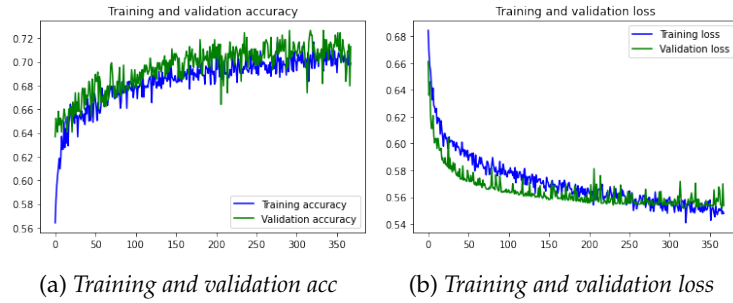 Training and validation accuracy
0.72
0.70
0.68
0.66
0.64
0.62
0.60
0.58
0.56
Training accuracy
Validation accuracy
0 50 100 150 200 250 300 350
(a) Training and validation acc
Training and validation loss
0.68
0.66
0.64
0.62
0.60
0.58
0.56
0.54
Training loss
Validation loss
0 50 100 150 200 250 300 350
(b) Training and validation loss